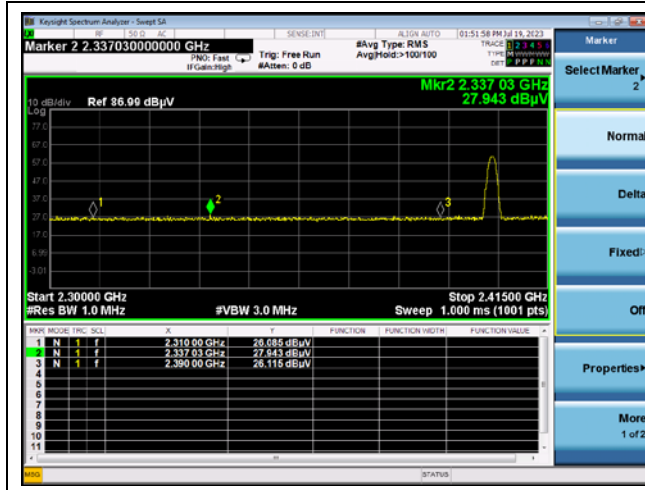 Keysight Spectrum Analyzer - Swept SA
RF 50 Ω AC SENSE:INT ALIGN AUTO 01:51:58 PM Jul 19, 2023
Marker 2 2.337030000000 GHz
PNO: Fast
IFGain:High
Trig: Free Run
#Atten: 0 dB
#Avg Type: RMS
Avg|Hold:>100/100
TRACE 1 2 3 4 5 6
TYPE M W W W W W
DET P P P P N N
Mkr2 2.337 03 GHz
27.943 dBµV
10 dB/div Ref 86.99 dBµV
Log
77.0
67.0
57.0
47.0
37.0
27.0
17.0
6.99
-3.01
1
2
3
Start 2.30000 GHz Stop 2.41500 GHz
#Res BW 1.0 MHz #VBW 3.0 MHz Sweep 1.000 ms (1001 pts)
MKR MODE TRC SCL X Y FUNCTION FUNCTION WIDTH FUNCTION VALUE
1 N 1 f 2.310 00 GHz 26.085 dBµV
2 N 1 f 2.337 03 GHz 27.943 dBµV
3 N 1 f 2.390 00 GHz 26.115 dBµV
4
5
6
7
8
9
10
11
MSG STATUS
Marker
Select Marker
2
Normal
Delta
Fixed
Off
Properties
More
1 of 2